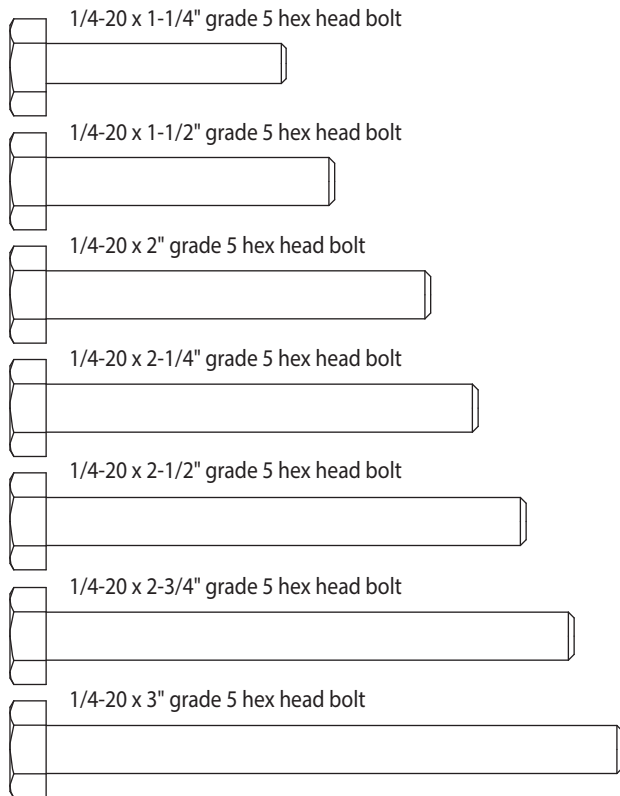 1/4-20 x 1-1/4" grade 5 hex head bolt
1/4-20 x 1-1/2" grade 5 hex head bolt
1/4-20 x 2" grade 5 hex head bolt
1/4-20 x 2-1/4" grade 5 hex head bolt
1/4-20 x 2-1/2" grade 5 hex head bolt
1/4-20 x 2-3/4" grade 5 hex head bolt
1/4-20 x 3" grade 5 hex head bolt